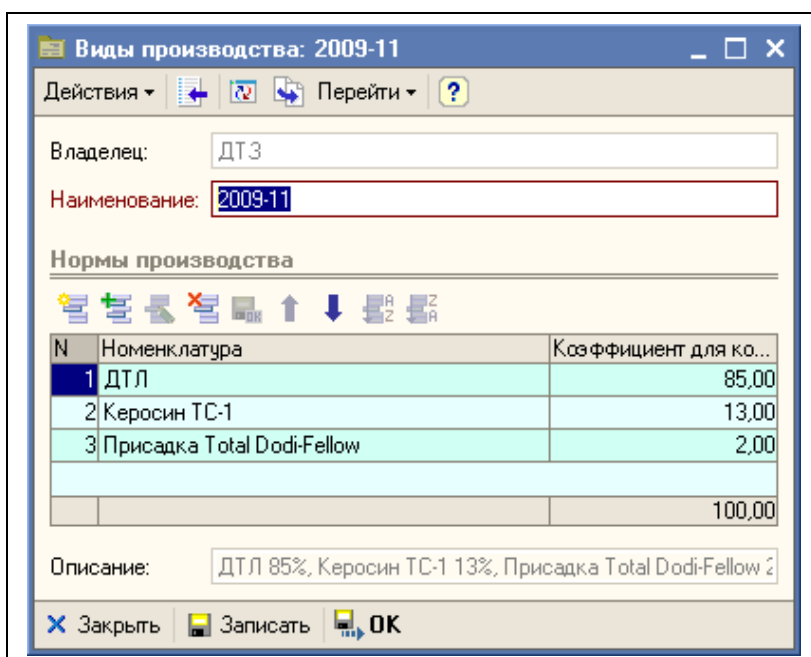 Виды производства: 2009-11
Действия Перейти ?
Владелец: ДТЗ
Наименование: 2009-11
Нормы производства
N Номенклатура Коэффициент для ко...
1 ДТЛ 85,00
2 Керосин ТС-1 13,00
3 Присадка Total Dodi-Fellow 2,00
100,00
Описание: ДТЛ 85%, Керосин ТС-1 13%, Присадка Total Dodi-Fellow 2
Закрыть Записать OK